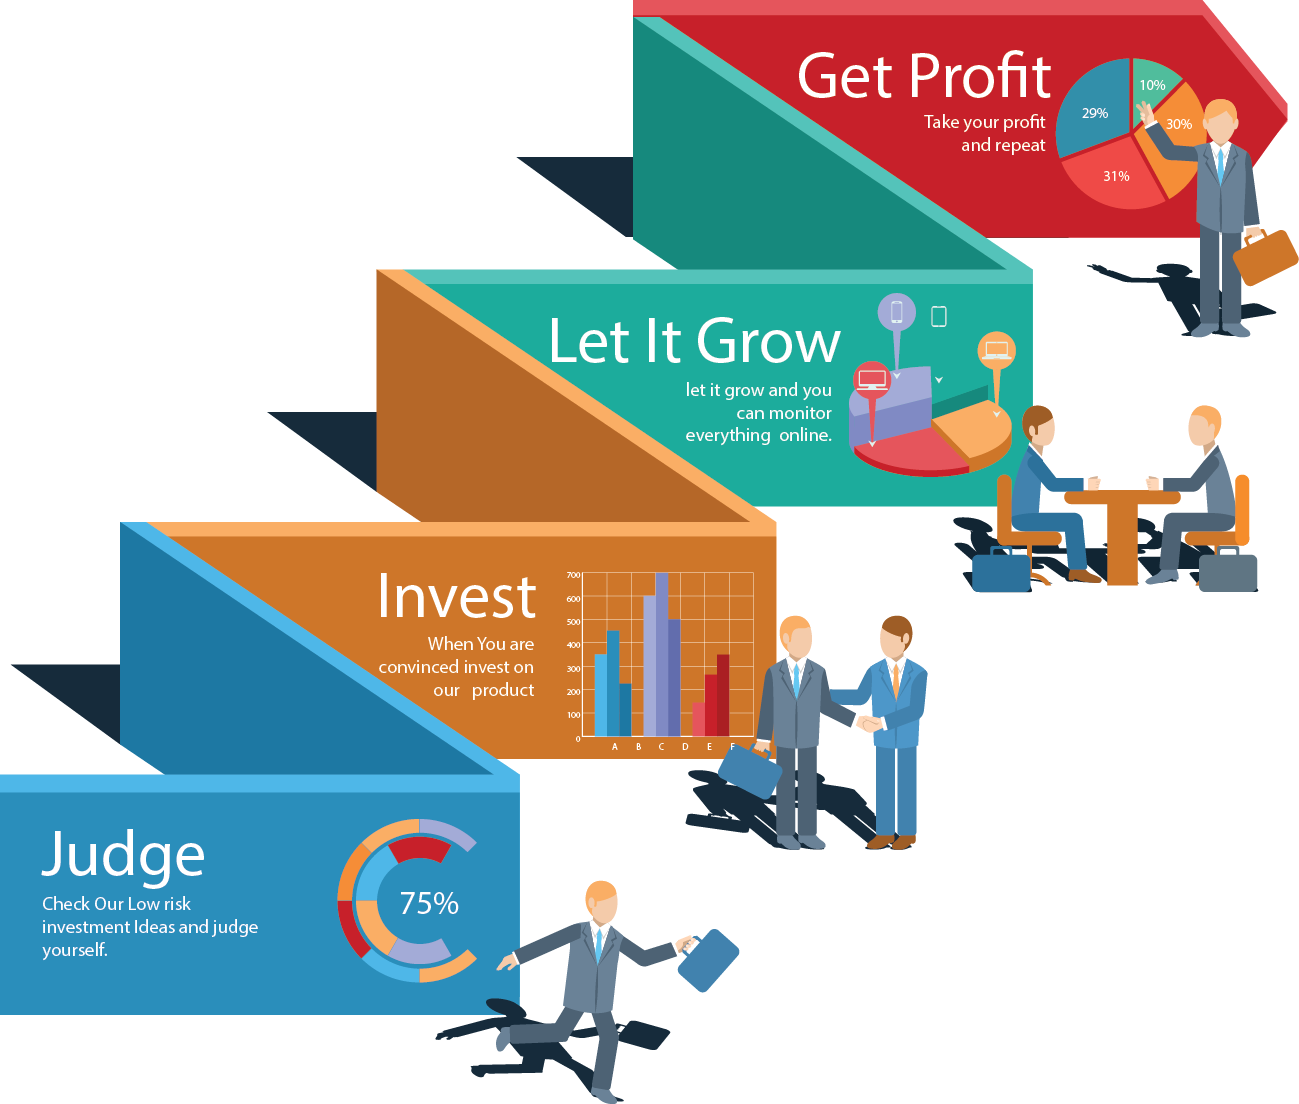 Get Profit
Take your profit
and repeat
10%
29%
30%
31%
Let It Grow
let it grow and you
can monitor
everything online.
Invest
When You are
convinced invest on
our product
700
600
500
400
300
200
100
0
A B C D E F
Judge
Check Our Low risk
investment Ideas and judge
yourself.
75%